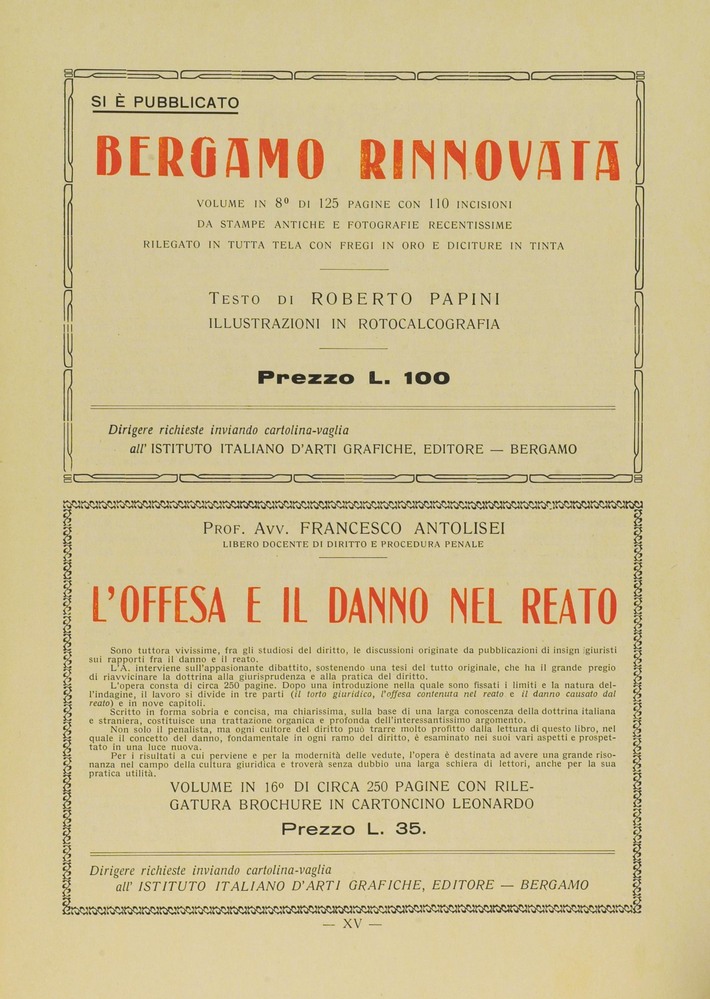 SI È PUBBLICATO
BERGAMO RINNOVATA
VOLUME IN 8º DI 125 PAGINE CON 110 INCISIONI
DA STAMPE ANTICHE E FOTOGRAFIE RECENTISSIME
RILEGATO IN TUTTA TELA CON FREGI IN ORO E DICITURE IN TINTA
TESTO DI ROBERTO PAPINI
ILLUSTRAZIONI IN ROTOCALCOGRAFIA
Prezzo L. 100
Dirigere richieste inviando cartolina-vaglia
all' ISTITUTO ITALIANO D'ARTI GRAFICHE, EDITORE — BERGAMO
PROF. AVV. FRANCESCO ANTOLISEI
LIBERO DOCENTE DI DIRITTO E PROCEDURA PENALE
L'OFFESA E IL DANNO NEL REATO
Sono tuttora vivissime, fra gli studiosi del diritto, le discussioni originate da pubblicazioni di insign giuristi
sui rapporti fra il danno e il reato.
L'A. interviene sull'appasionante dibattito, sostenendo una tesi del tutto originale, che ha il grande pregio
di riavvicinare la dottrina alla giurisprudenza e alla pratica del diritto.
L'opera consta di circa 250 pagine. Dopo una introduzione nella quale sono fissati i limiti e la natura del-
l'indagine, il lavoro si divide in tre parti (il torto giuridico, l'offesa contenuta nel reato e il danno causato dal
reato) e in nove capitoli.
Scritto in forma sobria e concisa, ma chiarissima, sulla base di una larga conoscenza della dottrina italiana
e straniera, costituisce una trattazione organica e profonda dell'interessantissimo argomento.
Non solo il penalista, ma ogni cultore del diritto può trarre molto profitto dalla lettura di questo libro, nel
quale il concetto del danno, fondamentale in ogni ramo del diritto, è esaminato nei suoi vari aspetti e prospet-
tato in una luce nuova.
Per i risultati a cui perviene e per la modernità delle vedute, l'opera è destinata ad avere una grande riso-
nanza nel campo della cultura giuridica e troverà senza dubbio una larga schiera di lettori, anche per la sua
pratica utilità.
VOLUME IN 16º DI CIRCA 250 PAGINE CON RILE-
GATURA BROCHURE IN CARTONCINO LEONARDO
Prezzo L. 35.
Dirigere richieste inviando cartolina-vaglia
all' ISTITUTO ITALIANO D'ARTI GRAFICHE, EDITORE — BERGAMO
— XV —